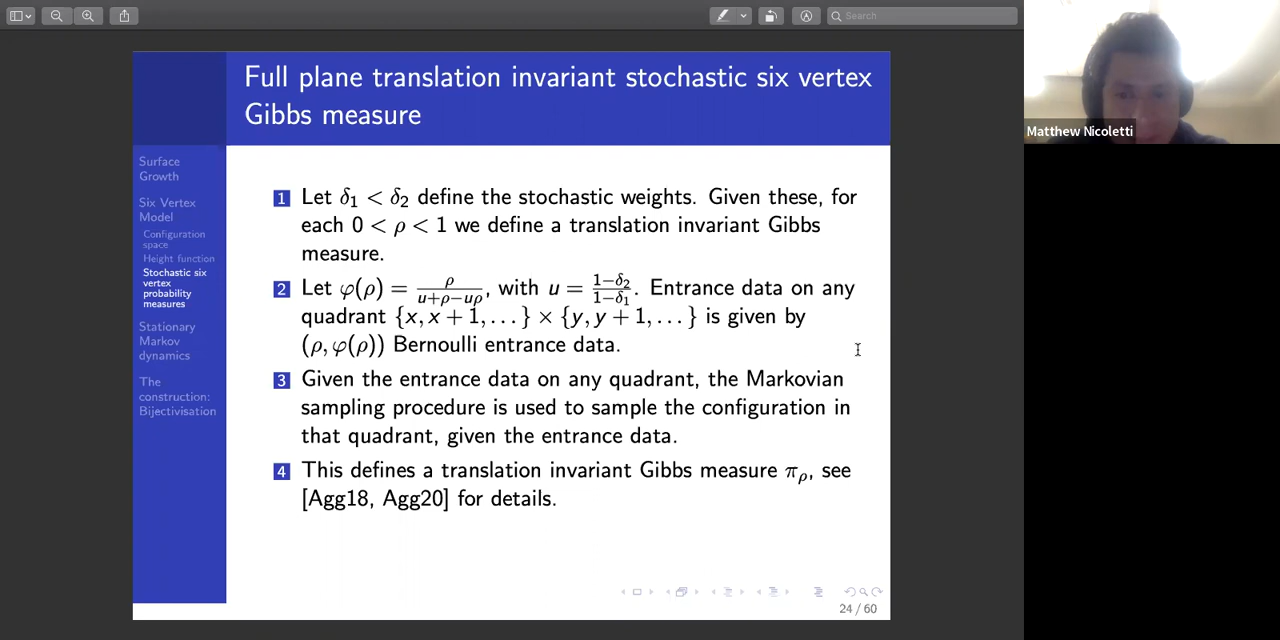 Search
Matthew Nicoletti
Full plane translation invariant stochastic six vertex
Gibbs measure
Surface
Growth
Six Vertex
Model
Configuration
space
Height function
Stochastic six
vertex
probability
measures
Stationary
Markov
dynamics
The
construction:
Bijectivisation
1 Let δ₁ < δ₂ define the stochastic weights. Given these, for
each 0 < ρ < 1 we define a translation invariant Gibbs
measure.
2 Let φ(ρ) = ρ/(u+ρ−uρ), with u = (1−δ₂)/(1−δ₁). Entrance data on any
quadrant {x, x + 1, . . . } × {y, y + 1, . . . } is given by
(ρ, φ(ρ)) Bernoulli entrance data.
3 Given the entrance data on any quadrant, the Markovian
sampling procedure is used to sample the configuration in
that quadrant, given the entrance data.
4 This defines a translation invariant Gibbs measure π_ρ, see
[Agg18, Agg20] for details.
24 / 60